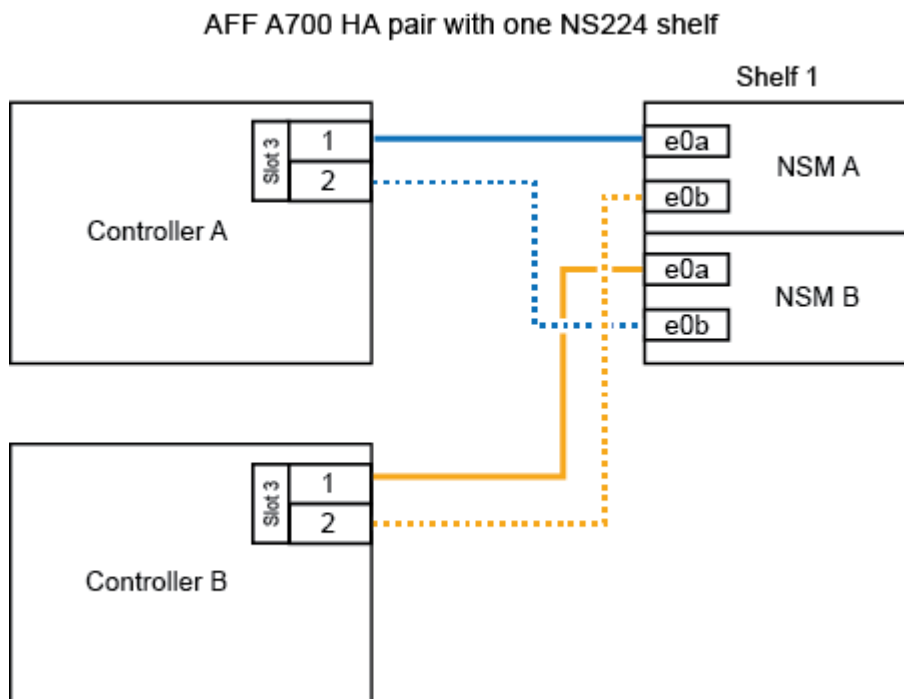 AFF A700 HA pair with one NS224 shelf
Shelf 1
Slot 3
1
2
Controller A
e0a
e0b
NSM A
e0a
e0b
NSM B
Slot 3
1
2
Controller B